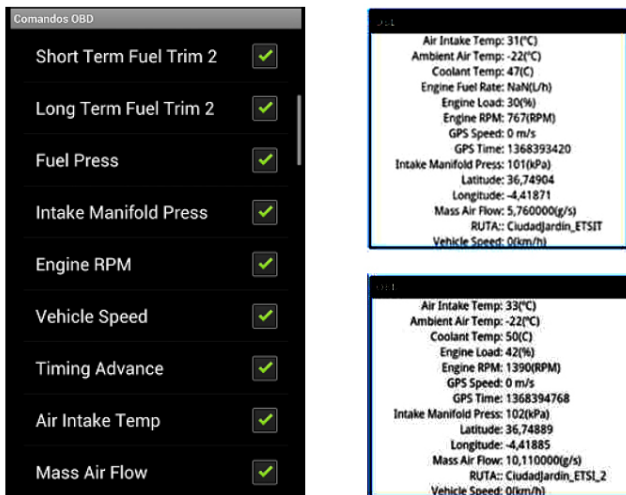 Comandos OBD
Short Term Fuel Trim 2
Long Term Fuel Trim 2
Fuel Press
Intake Manifold Press
Engine RPM
Vehicle Speed
Timing Advance
Air Intake Temp
Mass Air Flow
Air Intake Temp: 31(ºC)
Ambient Air Temp: -22(ºC)
Coolant Temp: 47(C)
Engine Fuel Rate: NaN(L/h)
Engine Load: 30(%)
Engine RPM: 767(RPM)
GPS Speed: 0 m/s
GPS Time: 1368393420
Intake Manifold Press: 101(kPa)
Latitude: 36,74904
Longitude: -4,41871
Mass Air Flow: 5,760000(g/s)
RUTA:: CiudadJardin_ETSIT
Vehicle Speed: 0(km/h)
Air Intake Temp: 33(ºC)
Ambient Air Temp: -22(ºC)
Coolant Temp: 50(C)
Engine Load: 42(%)
Engine RPM: 1390(RPM)
GPS Speed: 0 m/s
GPS Time: 1368394768
Intake Manifold Press: 102(kPa)
Latitude: 36,74889
Longitude: -4,41885
Mass Air Flow: 10,110000(g/s)
RUTA:: CiudadJardin_ETSI_2
Vehicle Speed: 0(km/h)